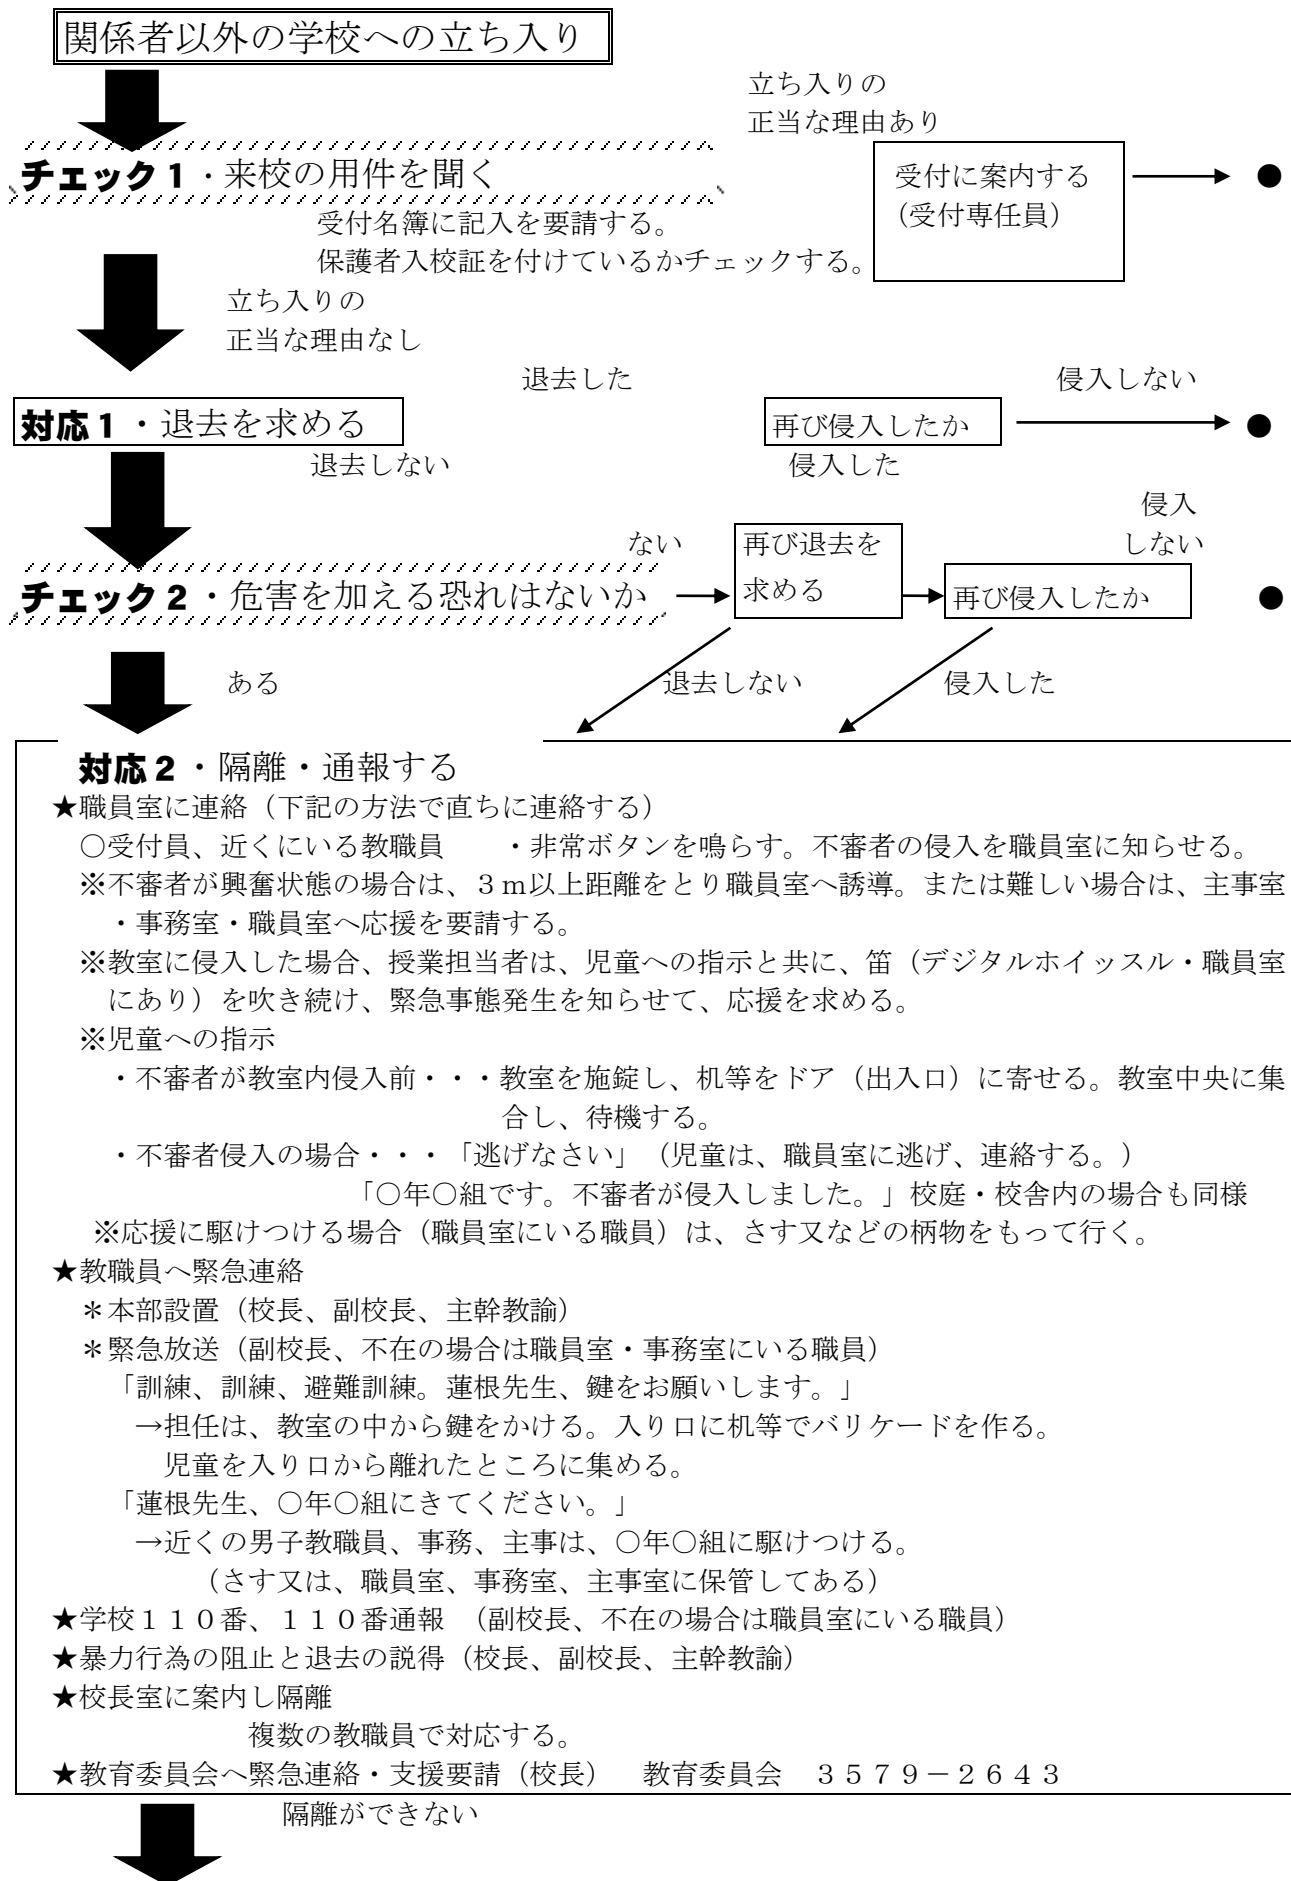 関係者以外の学校への立ち入り
立ち入りの
正当な理由あり
チェック１・来校の用件を聞く
受付に案内する
（受付専任員）
受付名簿に記入を要請する。
保護者入校証を付けているかチェックする。
立ち入りの
正当な理由なし
退去した
侵入しない
対応１・退去を求める
再び侵入したか
退去しない
侵入した
侵入
しない
ない
再び退去を
求める
チェック２・危害を加える恐れはないか
再び侵入したか
ある
退去しない
侵入した
対応２・隔離・通報する
★職員室に連絡（下記の方法で直ちに連絡する）
○受付員、近くにいる教職員　　・非常ボタンを鳴らす。不審者の侵入を職員室に知らせる。
※不審者が興奮状態の場合は、３ｍ以上距離をとり職員室へ誘導。または難しい場合は、主事室
・事務室・職員室へ応援を要請する。
※教室に侵入した場合、授業担当者は、児童への指示と共に、笛（デジタルホイッスル・職員室
にあり）を吹き続け、緊急事態発生を知らせて、応援を求める。
※児童への指示
・不審者が教室内侵入前・・・教室を施錠し、机等をドア（出入口）に寄せる。教室中央に集
合し、待機する。
・不審者侵入の場合・・・「逃げなさい」（児童は、職員室に逃げ、連絡する。）
「○年○組です。不審者が侵入しました。」校庭・校舎内の場合も同様
※応援に駆けつける場合（職員室にいる職員）は、さす又などの柄物をもって行く。
★教職員へ緊急連絡
＊本部設置（校長、副校長、主幹教諭）
＊緊急放送（副校長、不在の場合は職員室・事務室にいる職員）
「訓練、訓練、避難訓練。蓮根先生、鍵をお願いします。」
→担任は、教室の中から鍵をかける。入り口に机等でバリケードを作る。
児童を入り口から離れたところに集める。
「蓮根先生、○年○組にきてください。」
→近くの男子教職員、事務、主事は、○年○組に駆けつける。
（さす又は、職員室、事務室、主事室に保管してある）
★学校１１０番、１１０番通報　（副校長、不在の場合は職員室にいる職員）
★暴力行為の阻止と退去の説得（校長、副校長、主幹教諭）
★校長室に案内し隔離
複数の教職員で対応する。
★教育委員会へ緊急連絡・支援要請（校長）　教育委員会　３５７９－２６４３
隔離ができない